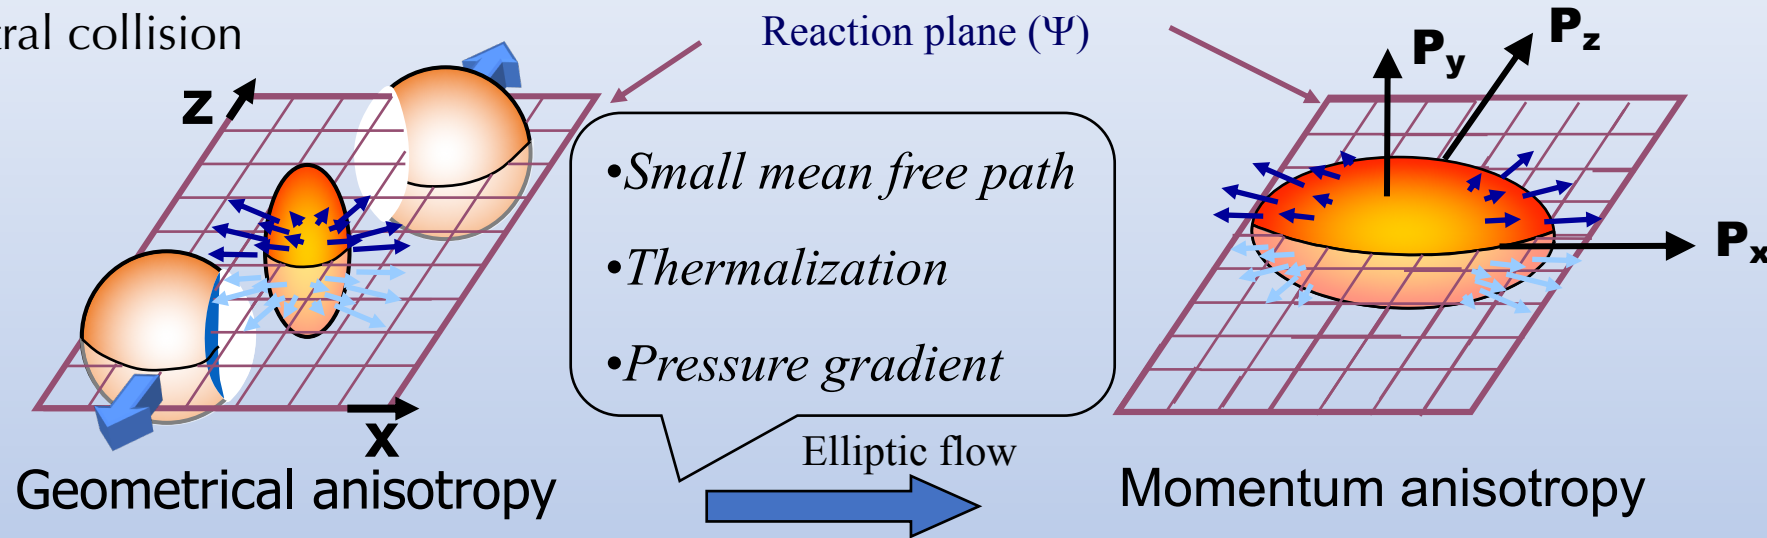 collision
Reaction plane (Ψ)
Z
X
Geometrical anisotropy
•Small mean free path
•Thermalization
•Pressure gradient
Elliptic flow
Py
Pz
Px
Momentum anisotropy